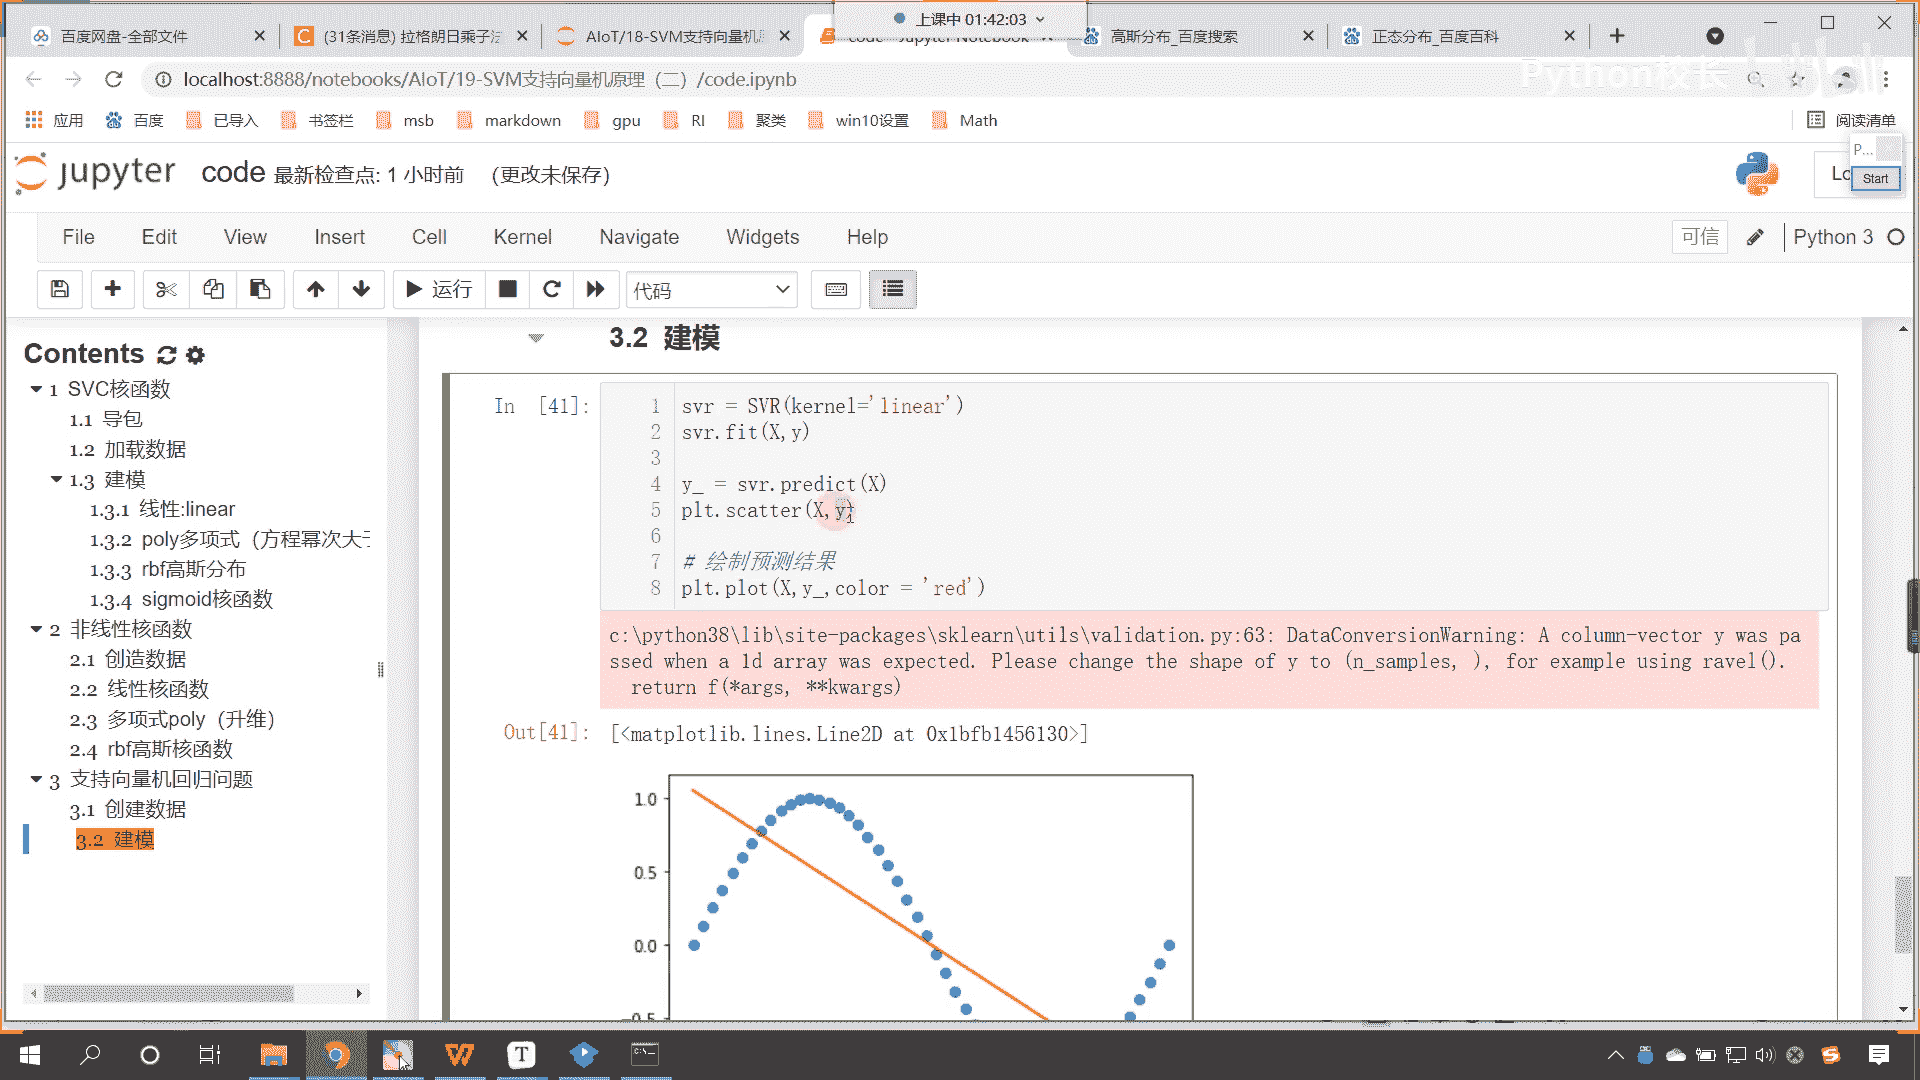 上课中 01:42:03
百度网盘-全部文件
(31条消息) 拉格朗日乘子法
AIoT/18-SVM支持向量机原
code - Jupyter Notebook
高斯分布_百度搜索
正态分布_百度百科
localhost:8888/notebooks/AIoT/19-SVM支持向量机原理（二）/code.ipynb
Python校长
应用
百度
已导入
书签栏
msb
markdown
gpu
RI
聚类
win10设置
Math
阅读清单
P...
Start
jupyter
code 最新检查点: 1 小时前 (更改未保存)
Lo
File
Edit
View
Insert
Cell
Kernel
Navigate
Widgets
Help
可信
Python 3
运行
代码
Contents
1 SVC核函数
1.1 导包
1.2 加载数据
1.3 建模
1.3.1 线性:linear
1.3.2 poly多项式（方程幂次大于
1.3.3 rbf高斯分布
1.3.4 sigmoid核函数
2 非线性核函数
2.1 创造数据
2.2 线性核函数
2.3 多项式poly（升维）
2.4 rbf高斯核函数
3 支持向量机回归问题
3.1 创建数据
3.2 建模
3.2 建模
In [41]:
1 svr = SVR(kernel='linear')
2 svr.fit(X,y)
3
4 y_ = svr.predict(X)
5 plt.scatter(X,y)
6
7 # 绘制预测结果
8 plt.plot(X,y_,color = 'red')
c:\python38\lib\site-packages\sklearn\utils\validation.py:63: DataConversionWarning: A column-vector y was pa
ssed when a 1d array was expected. Please change the shape of y to (n_samples, ), for example using ravel().
return f(*args, **kwargs)
Out[41]: [<matplotlib.lines.Line2D at 0x1bfb1456130>]
1.0
0.5
0.0
-0.5